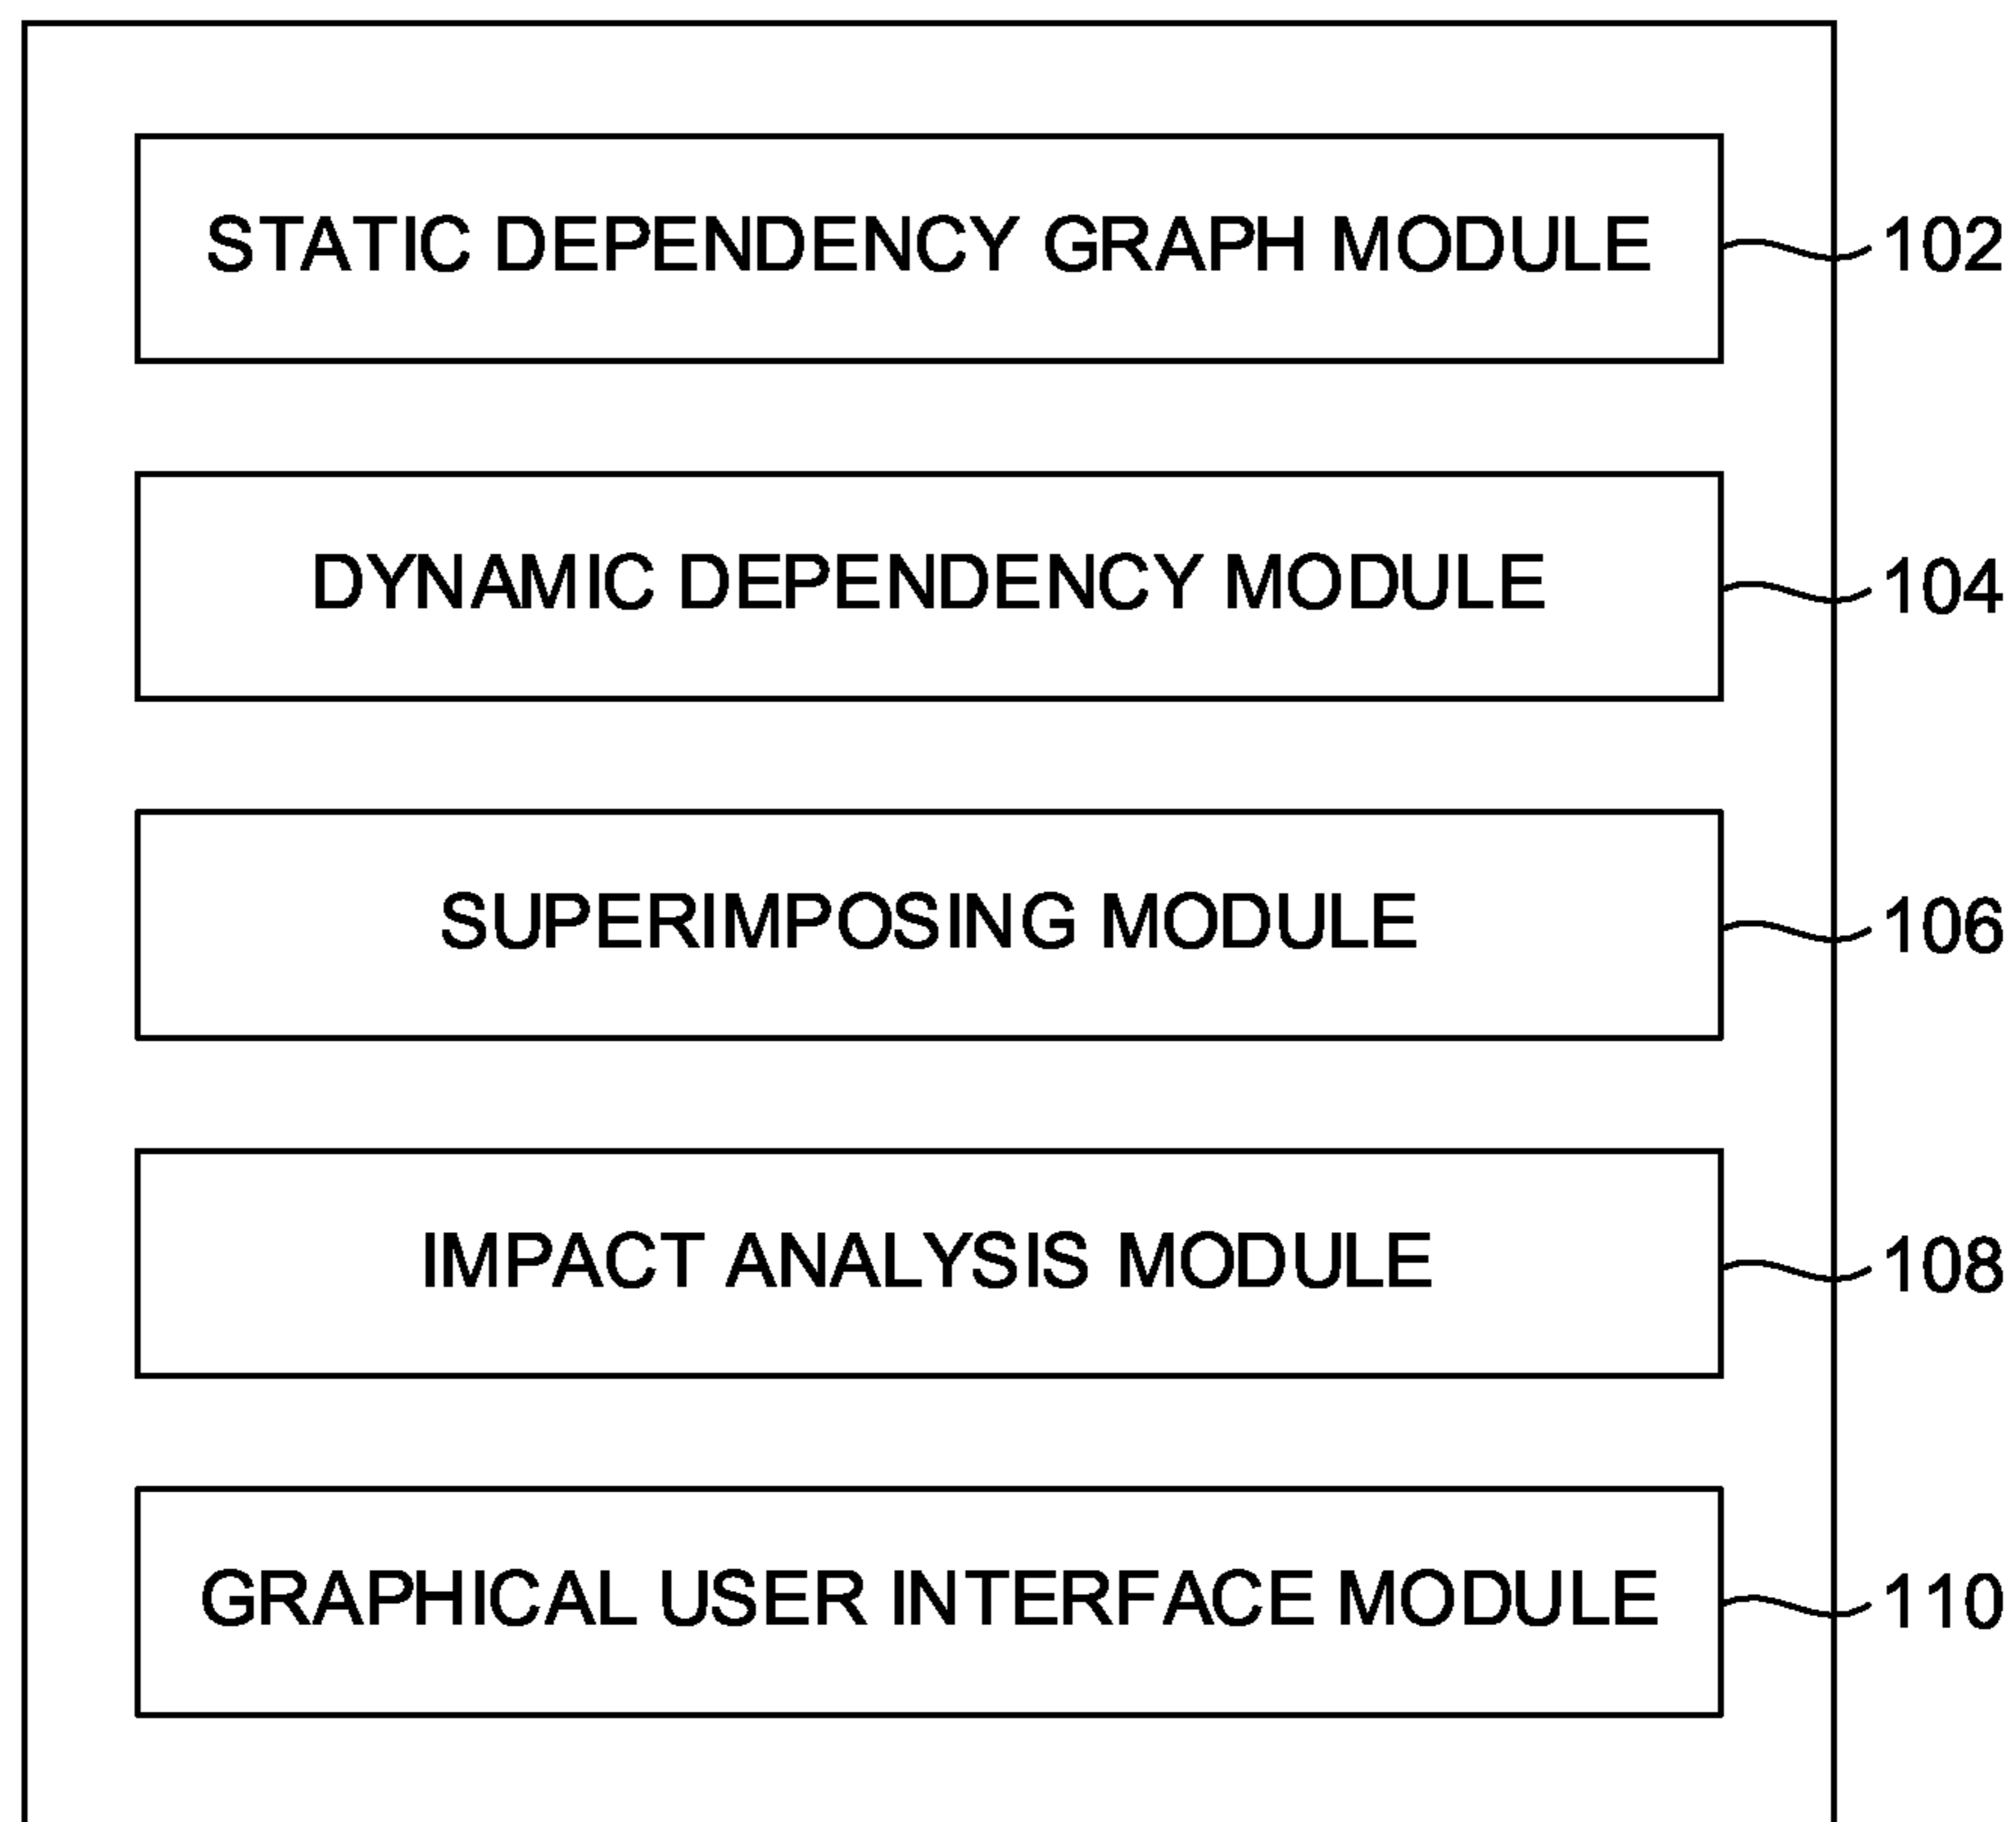 STATIC DEPENDENCY GRAPH MODULE 102
DYNAMIC DEPENDENCY MODULE 104
SUPERIMPOSING MODULE 106
IMPACT ANALYSIS MODULE 108
GRAPHICAL USER INTERFACE MODULE 110